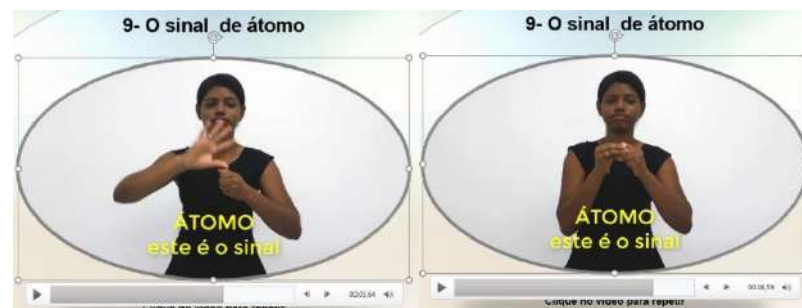 9- O sinal de átomo
ÁTOMO
este é o sinal
9- O sinal de átomo
ÁTOMO
este é o sinal
Clique no vídeo para repetir